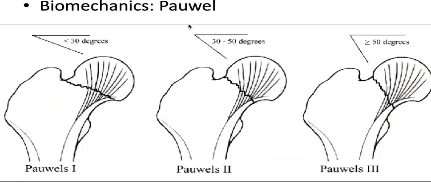 • Biomechanics: Pauwel
< 30 degrees
30 - 50 degrees
≥ 50 degrees
Pauwels I
Pauwels II
Pauwels III